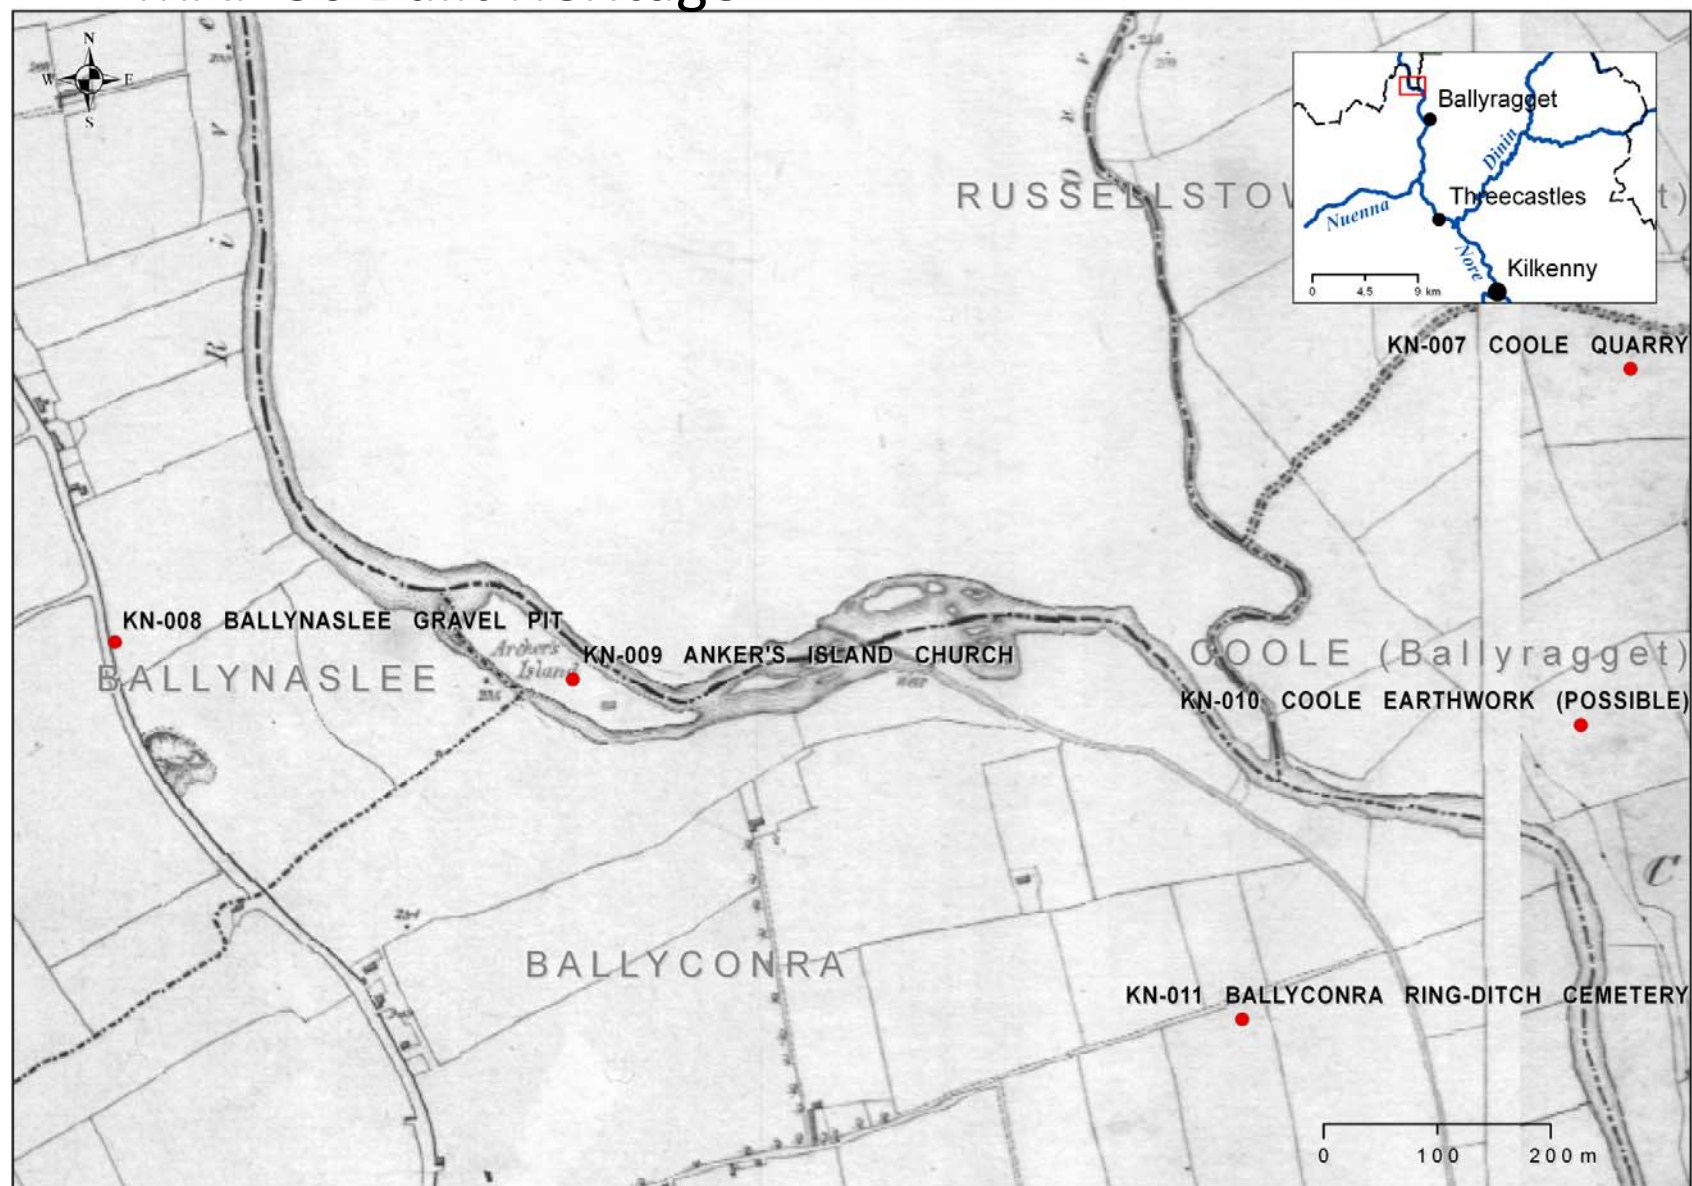 Heritage
N
W E
S
Ballyragget
Dinin
Threecastles
Nuenna
Nore
Kilkenny
0 4.5 9 km
RUSSELLSTOW t)
R i v
KN-007 COOLE QUARRY
KN-008 BALLYNASLEE GRAVEL PIT
Island
KN-009 ANKER'S ISLAND CHURCH
COOLE (Ballyragget)
BALLYNASLEE
KN-010 COOLE EARTHWORK (POSSIBLE)
C
BALLYCONRA
KN-011 BALLYCONRA RING-DITCH CEMETERY
0 100 200 m